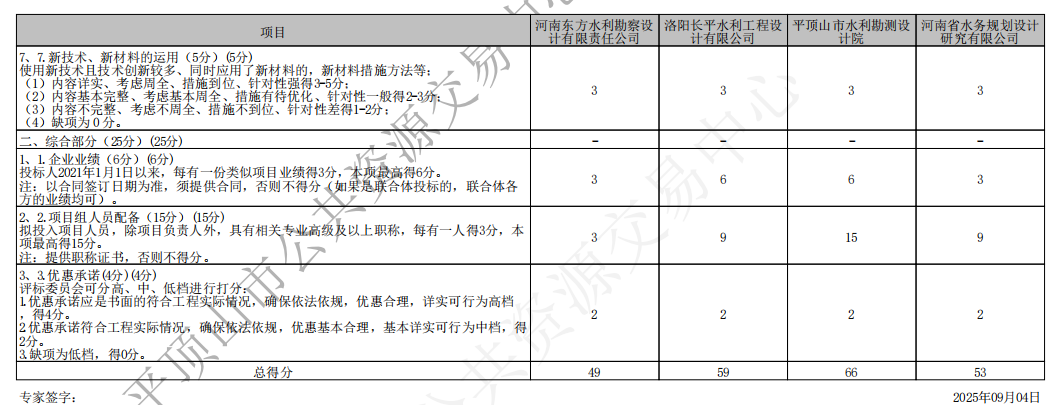 项目
河南东方水利勘察设计有限责任公司
洛阳长平水利工程设计有限公司
平顶山市水利勘测设计院
河南省水务规划设计研究有限公司
7、7.新技术、新材料的运用（5分）(5分)
使用新技术且技术创新较多、同时应用了新材料的，新材料措施方法等；
（1）内容详实、考虑周全、措施到位、针对性强得3-5分；
（2）内容基本完整、考虑基本周全、措施有待优化、针对性一般得2-3分；
（3）内容不完整、考虑不周全、措施不到位、针对性差得1-2分；
（4）缺项为 0 分。
3 3 3 3
二、综合部分（25分）(25分)
– – – –
1、1.企业业绩（6分）(6分)
投标人2021年1月1日以来，每有一份类似项目业绩得3分，本项最高得6分。
注：以合同签订日期为准，须提供合同，否则不得分（如果是联合体投标的，联合体各
方的业绩均可）。
3 6 6 3
2、2.项目组人员配备（15分）(15分)
拟投入项目人员，除项目负责人外，具有相关专业高级及以上职称，每有一人得3分，本
项最高得15分。
注：提供职称证书，否则不得分。
3 9 15 9
3、3.优惠承诺(4分)(4分)
评标委员会可分高、中、低档进行打分：
1.优惠承诺应是书面的符合工程实际情况，确保依法依规，优惠合理，详实可行为高档
，得4分。
2.优惠承诺符合工程实际情况，确保依法依规，优惠基本合理，基本详实可行为中档，得
2分。
3.缺项为低档，得0分。
2 2 2 2
总得分
49 59 66 53
专家签字：
2025年09月04日
平顶山市公共资源交易中心
公共资源交易中心